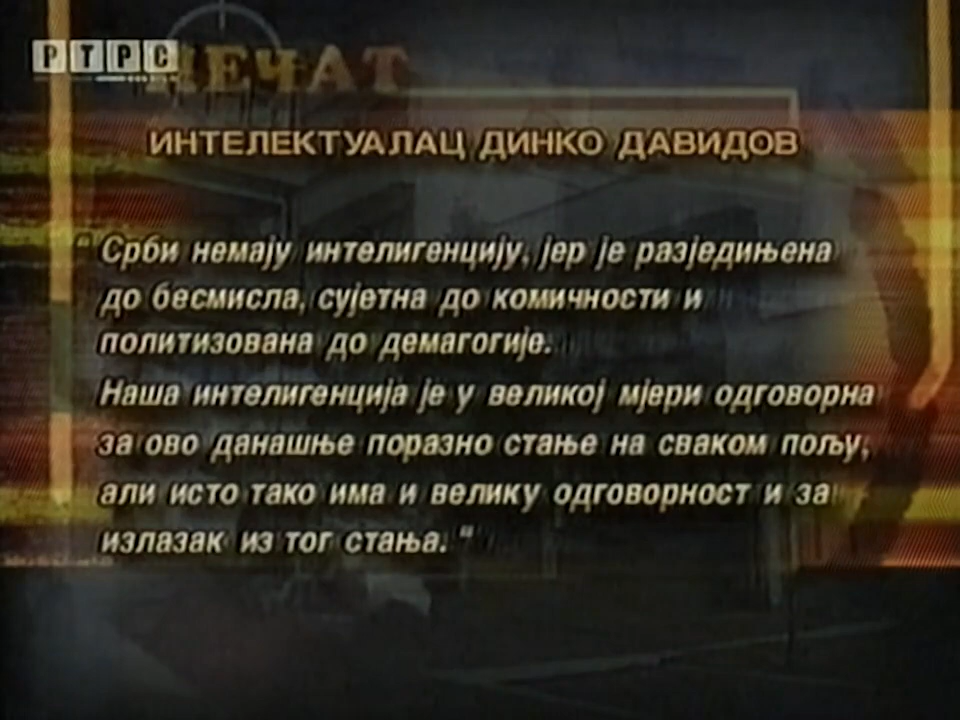 РТРС
ПЕЧАТ
ИНТЕЛЕКТУАЛАЦ ДИНКО ДАВИДОВ
" Срби немају интелигенцију, јер је разједињена
до бесмисла, сујетна до комичности и
политизована до демагогије.
Наша интелигенција је у великој мјери одговорна
за ово данашње поразно стање на сваком пољу,
али исто тако има и велику одговорност и за
излазак из тог стања. "